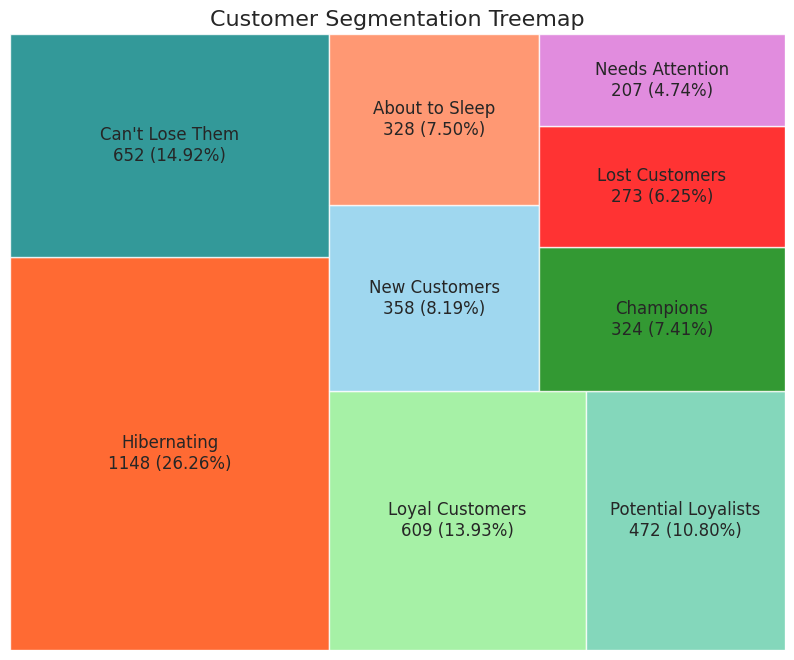 Customer Segmentation Treemap
Can't Lose Them
652 (14.92%)
About to Sleep
328 (7.50%)
Needs Attention
207 (4.74%)
Lost Customers
273 (6.25%)
New Customers
358 (8.19%)
Champions
324 (7.41%)
Hibernating
1148 (26.26%)
Loyal Customers
609 (13.93%)
Potential Loyalists
472 (10.80%)